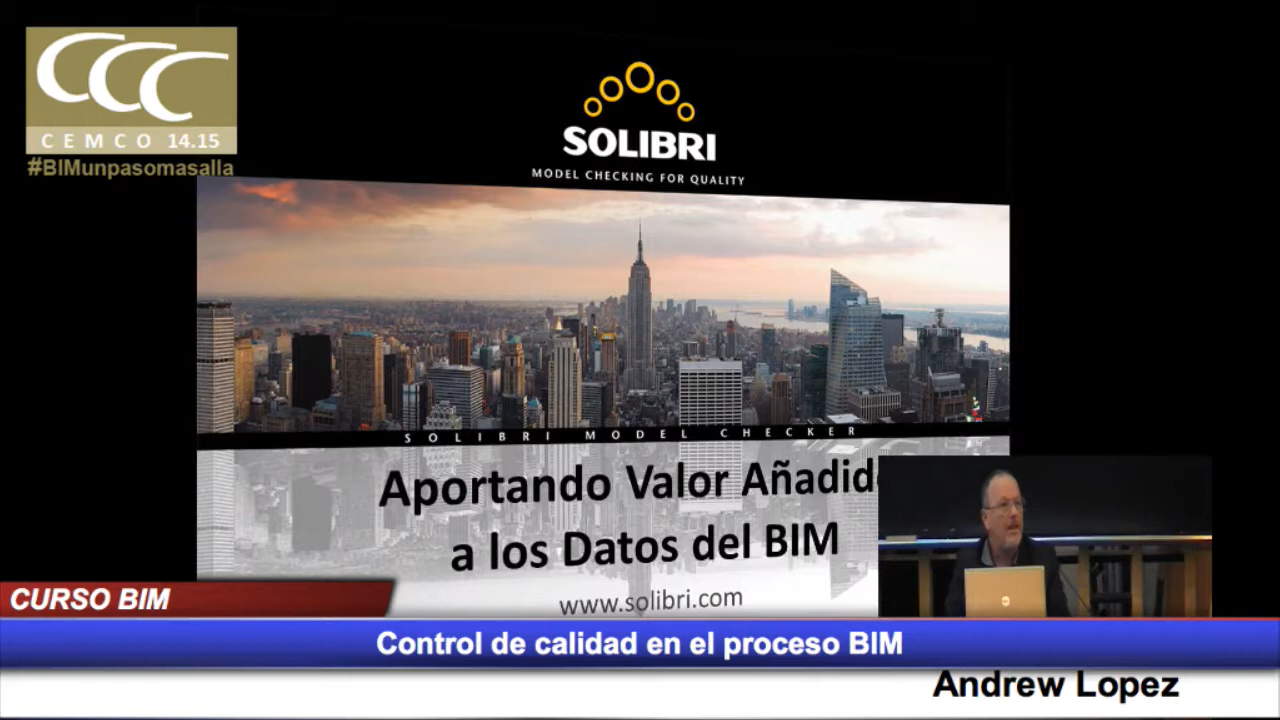 CCC
CEMCO 14.15
#BIMunpasomasalla
SOLIBRI
MODEL CHECKING FOR QUALITY
SOLIBRI MODEL CHECKER
Aportando Valor Añadid
a los Datos del BIM
www.solibri.com
CURSO BIM
Control de calidad en el proceso BIM
Andrew Lopez